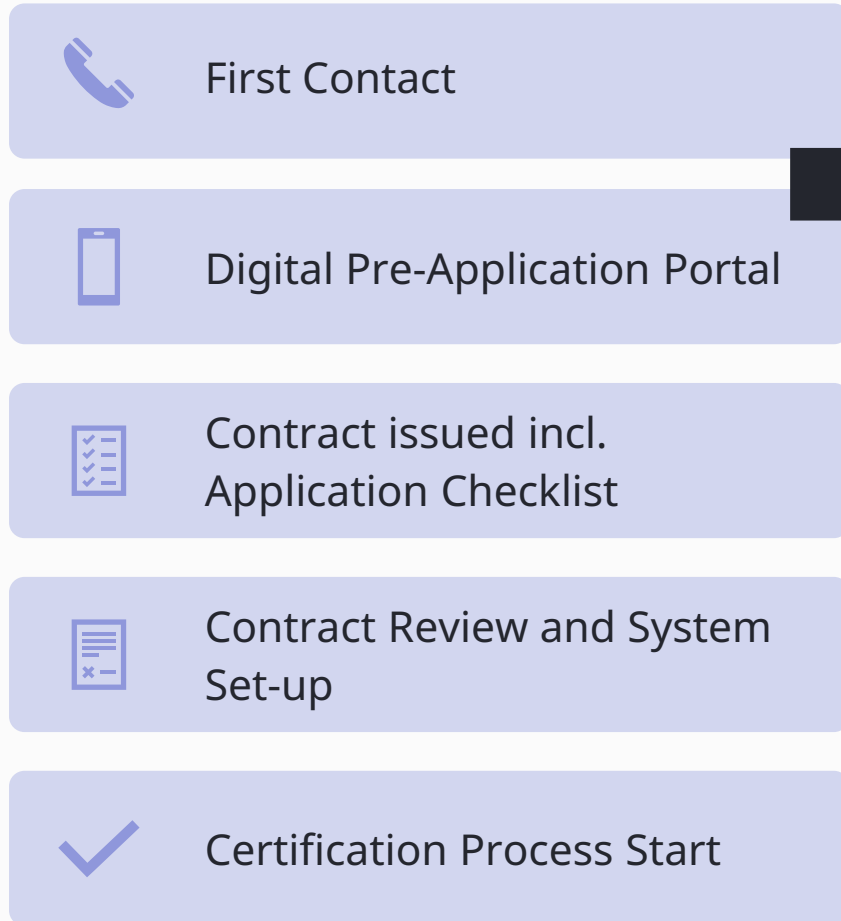 First Contact
Digital Pre-Application Portal
Contract issued incl.
Application Checklist
Contract Review and System
Set-up
Certification Process Start